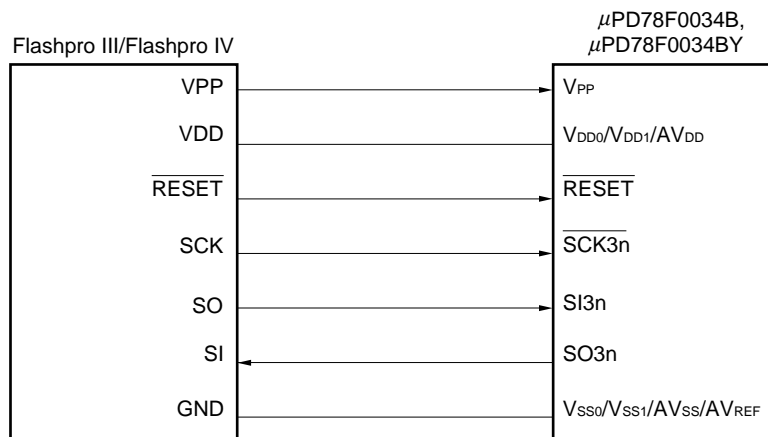 μPD78F0034B,
Flashpro III/Flashpro IV
μPD78F0034BY
VPP
VPP
VDD
VDD0/VDD1/AVDD
RESET
RESET
SCK
SCK3n
SO
SI3n
SI
SO3n
GND
VSS0/VSS1/AVSS/AVREF